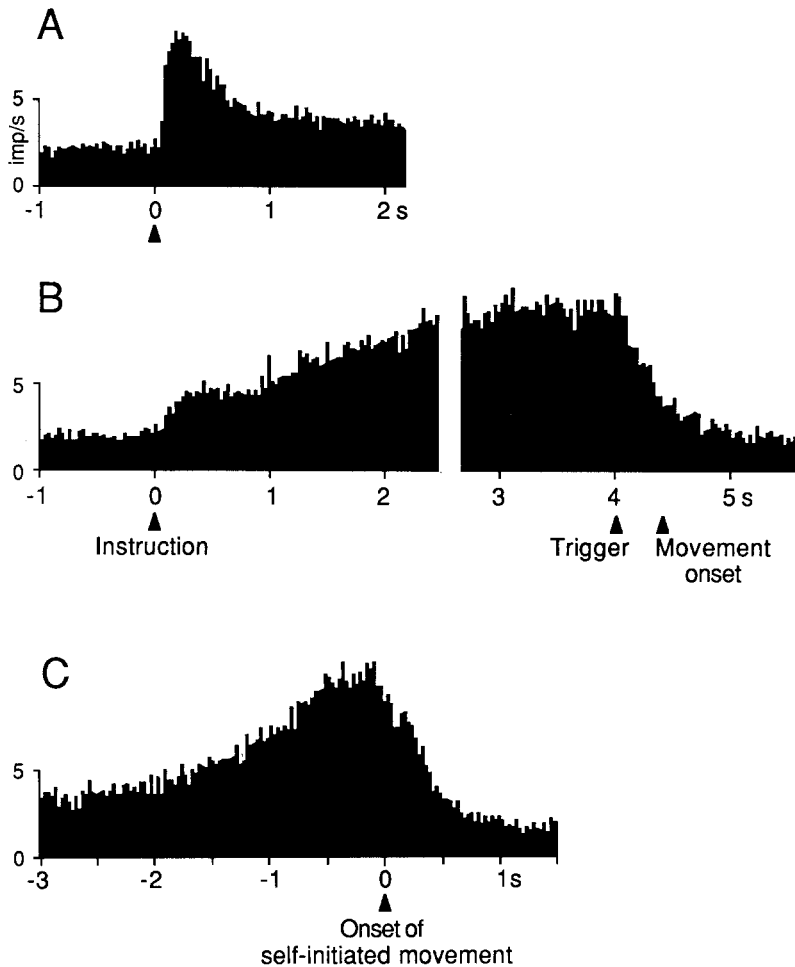 A
5
imp/s
0
-1 0 1 2 s
B
5
0
-1 0 1 2 3 4 5 s
Instruction Trigger Movement
onset
C
5
0
-3 -2 -1 0 1s
Onset of
self-initiated movement